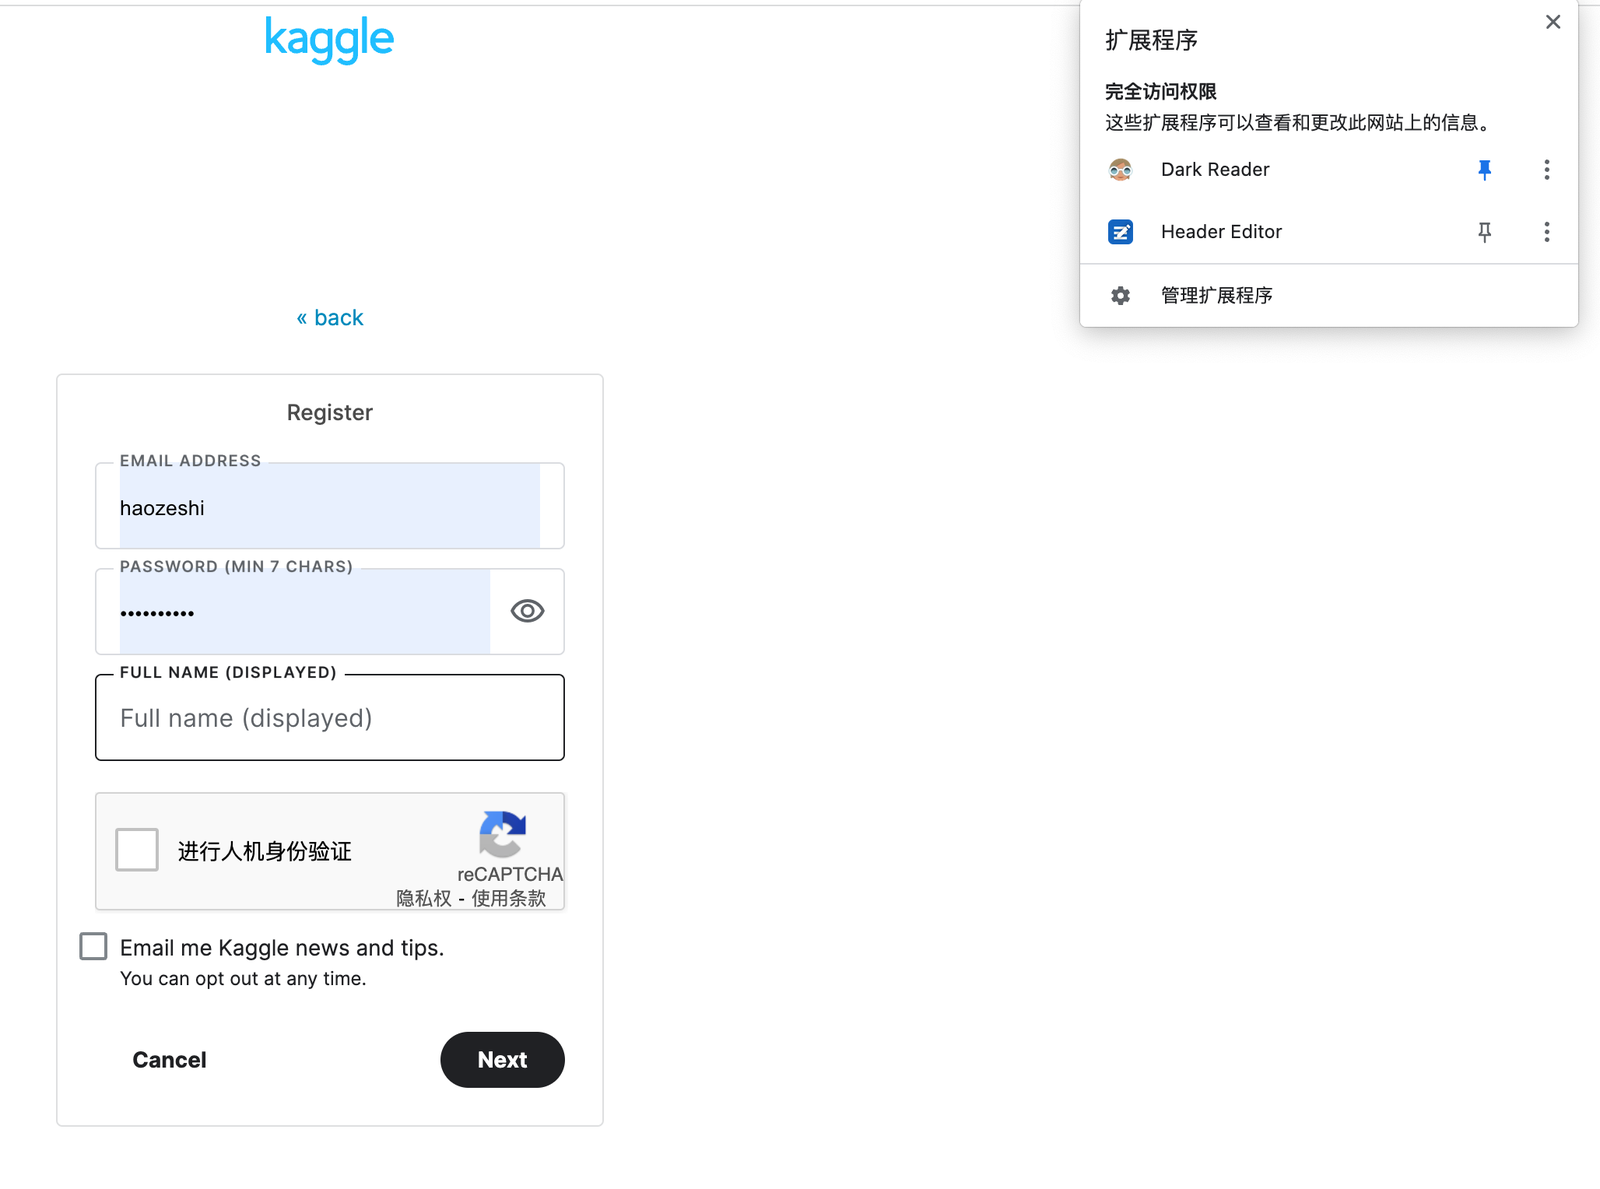 kaggle
« back
Register
EMAIL ADDRESS
haozeshi
PASSWORD (MIN 7 CHARS)
••••••••••
FULL NAME (DISPLAYED)
Full name (displayed)
进行人机身份验证
reCAPTCHA
隐私权 - 使用条款
Email me Kaggle news and tips.
You can opt out at any time.
Cancel
Next
扩展程序
完全访问权限
这些扩展程序可以查看和更改此网站上的信息。
Dark Reader
Header Editor
管理扩展程序